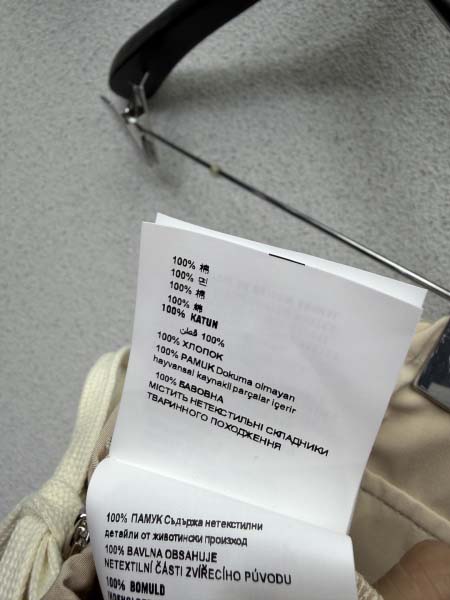 100% 棉
100% 면
100% 棉
100% 綿
100% KATUN
100% قطن
100% ХЛОПОК
100% PAMUK Dokuma olmayan
hayvansal kaynakli parçalar içerir
100% БАВОВНА
МІСТИТЬ НЕТЕКСТИЛЬНІ СКЛАДНИКИ
ТВАРИННОГО ПОХОДЖЕННЯ
100% ПАМУК Съдържа нетекстилни
детайли от животински произход
100% BAVLNA OBSAHUJE
NETEXTILNÍ ČÁSTI ZVÍŘECÍHO PŮVODU
100% BOMULD